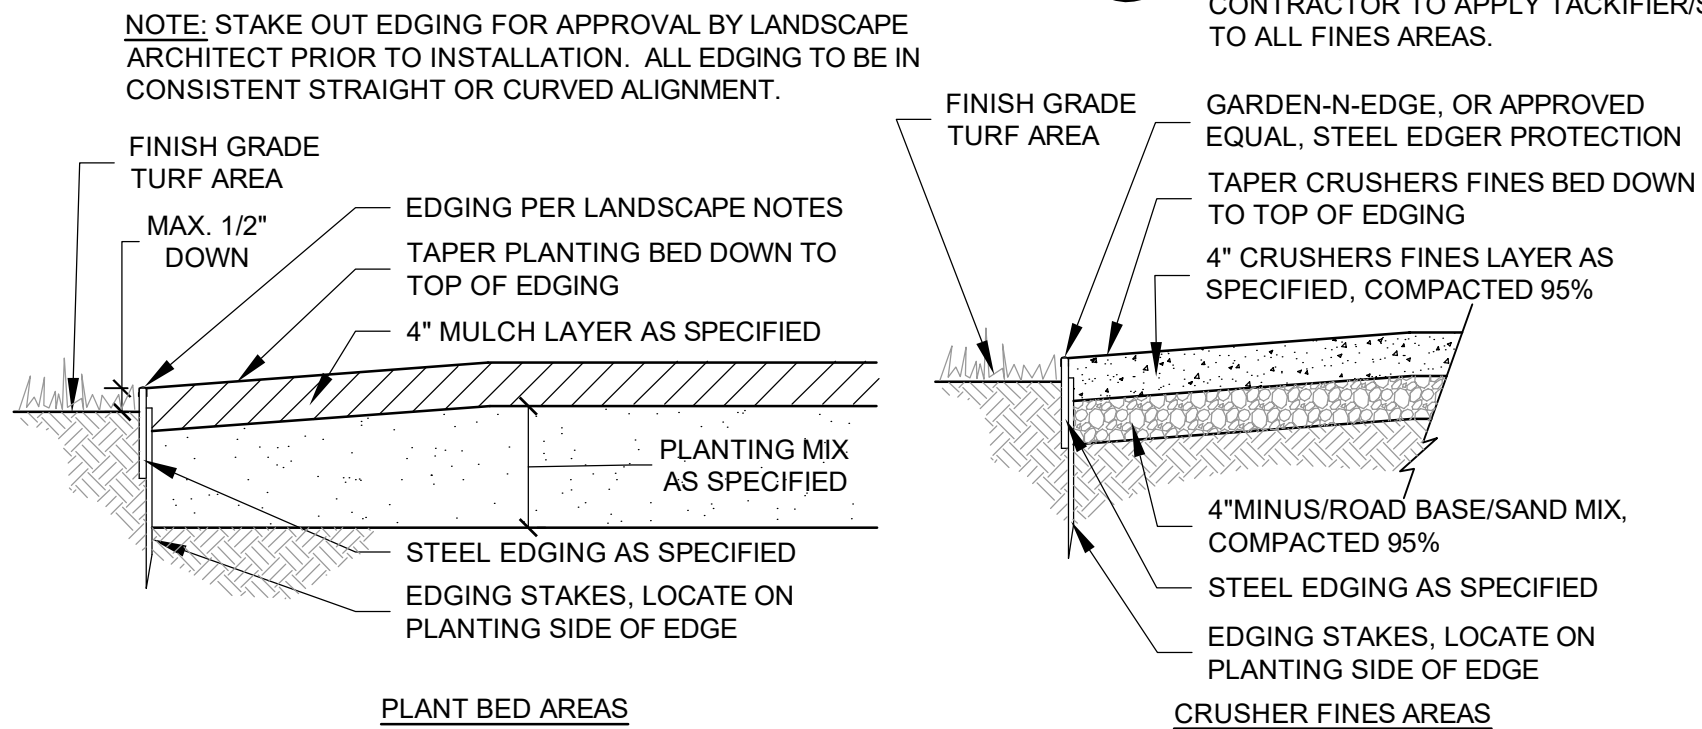 NOTE: STAKE OUT EDGING FOR APPROVAL BY LANDSCAPE
ARCHITECT PRIOR TO INSTALLATION. ALL EDGING TO BE IN
CONSISTENT STRAIGHT OR CURVED ALIGNMENT.
FINISH GRADE
TURF AREA
MAX. 1/2"
DOWN
EDGING PER LANDSCAPE NOTES
TAPER PLANTING BED DOWN TO
TOP OF EDGING
4" MULCH LAYER AS SPECIFIED
PLANTING MIX
AS SPECIFIED
STEEL EDGING AS SPECIFIED
EDGING STAKES, LOCATE ON
PLANTING SIDE OF EDGE
PLANT BED AREAS
CONTRACTOR TO APPLY TACKIFIER/S
TO ALL FINES AREAS.
FINISH GRADE
TURF AREA
GARDEN-N-EDGE, OR APPROVED
EQUAL, STEEL EDGER PROTECTION
TAPER CRUSHERS FINES BED DOWN
TO TOP OF EDGING
4" CRUSHERS FINES LAYER AS
SPECIFIED, COMPACTED 95%
4"MINUS/ROAD BASE/SAND MIX,
COMPACTED 95%
STEEL EDGING AS SPECIFIED
EDGING STAKES, LOCATE ON
PLANTING SIDE OF EDGE
CRUSHER FINES AREAS